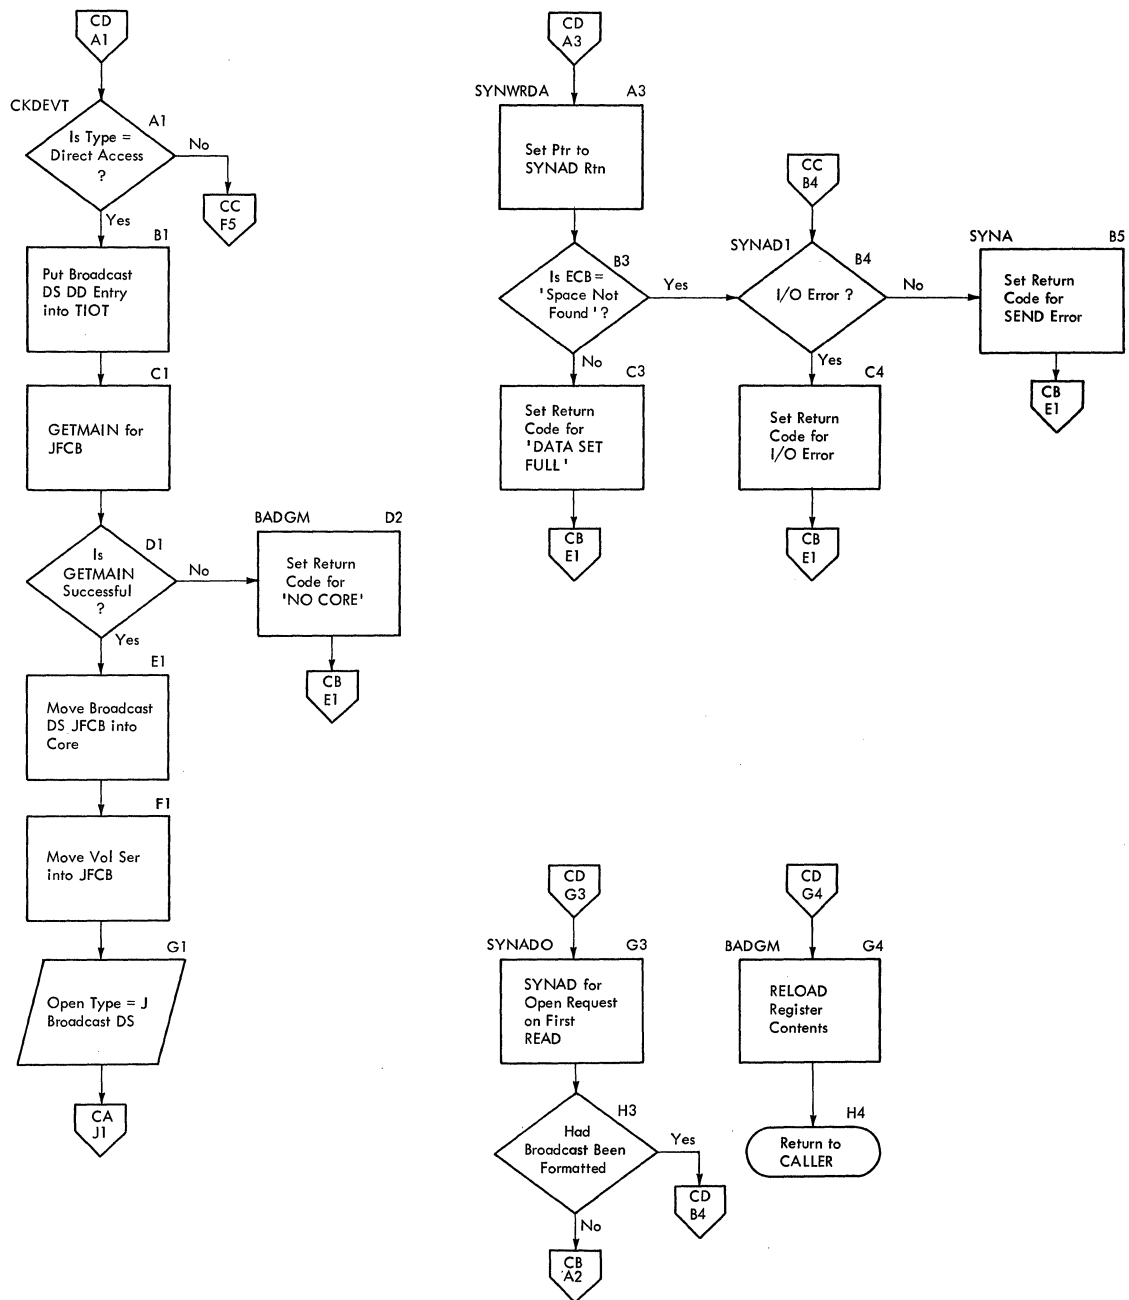 CD
A1
CKDEVT
A1
Is Type =
Direct Access
?
No
CC
F5
Yes
B1
Put Broadcast
DS DD Entry
into TIOT
C1
GETMAIN for
JFCB
D1
Is
GETMAIN
Successful
?
No
BADGM
D2
Set Return
Code for
'NO CORE'
CB
E1
Yes
E1
Move Broadcast
DS JFCB into
Core
F1
Move Vol Ser
into JFCB
G1
Open Type = J
Broadcast DS
CA
J1
CD
A3
SYNWRDA
A3
Set Ptr to
SYNAD Rtn
B3
Is ECB =
'Space Not
Found'?
Yes
No
C3
Set Return
Code for
'DATA SET
FULL'
CB
E1
CC
B4
SYNAD1
B4
I/O Error ?
No
Yes
C4
Set Return
Code for
I/O Error
CB
E1
SYNA
B5
Set Return
Code for
SEND Error
CB
E1
CD
G3
SYNADO
G3
SYNAD for
Open Request
on First
READ
H3
Had
Broadcast Been
Formatted
Yes
CD
B4
No
CB
A2
CD
G4
BADGM
G4
RELOAD
Register
Contents
H4
Return to
CALLER